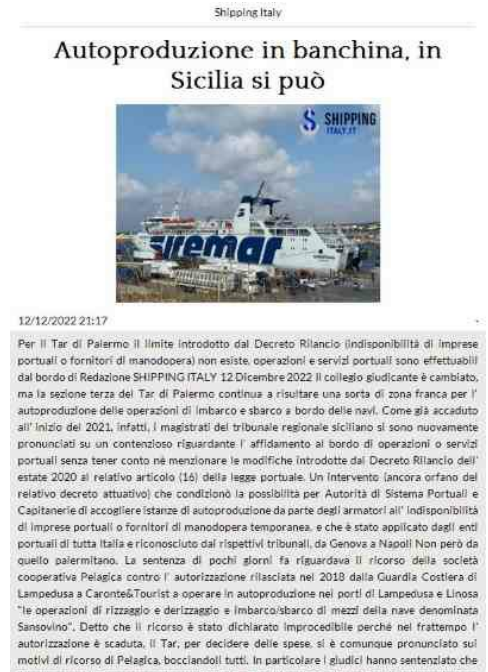 Shipping Italy
Autoproduzione in banchina, in
Sicilia si può
SHIPPING
ITALY.IT
siremar
12/12/2022 21:17
Per il Tar di Palermo il limite introdotto dal Decreto Rilancio (indisponibilità di imprese
portuali o fornitori di manodopera) non esiste, operazioni e servizi portuali sono effettuabili
dal bordo di Redazione SHIPPING ITALY 12 Dicembre 2022 Il collegio giudicante è cambiato,
ma la sezione terza del Tar di Palermo continua a risultare una sorta di zona franca per l'
autoproduzione delle operazioni di imbarco e sbarco a bordo delle navi. Come già accaduto
all' inizio del 2021, infatti, i magistrati del tribunale regionale siciliano si sono nuovamente
pronunciati su un contenzioso riguardante l' affidamento al bordo di operazioni o servizi
portuali senza tener conto nè menzionare le modifiche introdotte dal Decreto Rilancio dell'
estate 2020 al relativo articolo (16) della legge portuale. Un intervento (ancora orfano del
relativo decreto attuativo) che condizionò la possibilità per Autorità di Sistema Portuali e
Capitanerie di accogliere istanze di autoproduzione da parte degli armatori all' indisponibilità
di imprese portuali o fornitori di manodopera temporanea, e che è stato applicato dagli enti
portuali di tutta Italia e riconosciuto dai rispettivi tribunali, da Genova a Napoli Non però da
quello palermitano. La sentenza di pochi giorni fa riguardava il ricorso della società
cooperativa Pelagica contro l' autorizzazione rilasciata nel 2018 dalla Guardia Costiera di
Lampedusa a Caronte&Tourist a operare in autoproduzione nei porti di Lampedusa e Linosa
"le operazioni di rizzaggio e derizzaggio e imbarco/sbarco di mezzi della nave denominata
Sansovino". Detto che il ricorso è stato dichiarato improcedibile perché nel frattempo l'
autorizzazione è scaduta, il Tar, per decidere delle spese, si è comunque pronunciato sui
motivi di ricorso di Pelagica, bocciandoli tutti. In particolare i giudici hanno sentenziato che